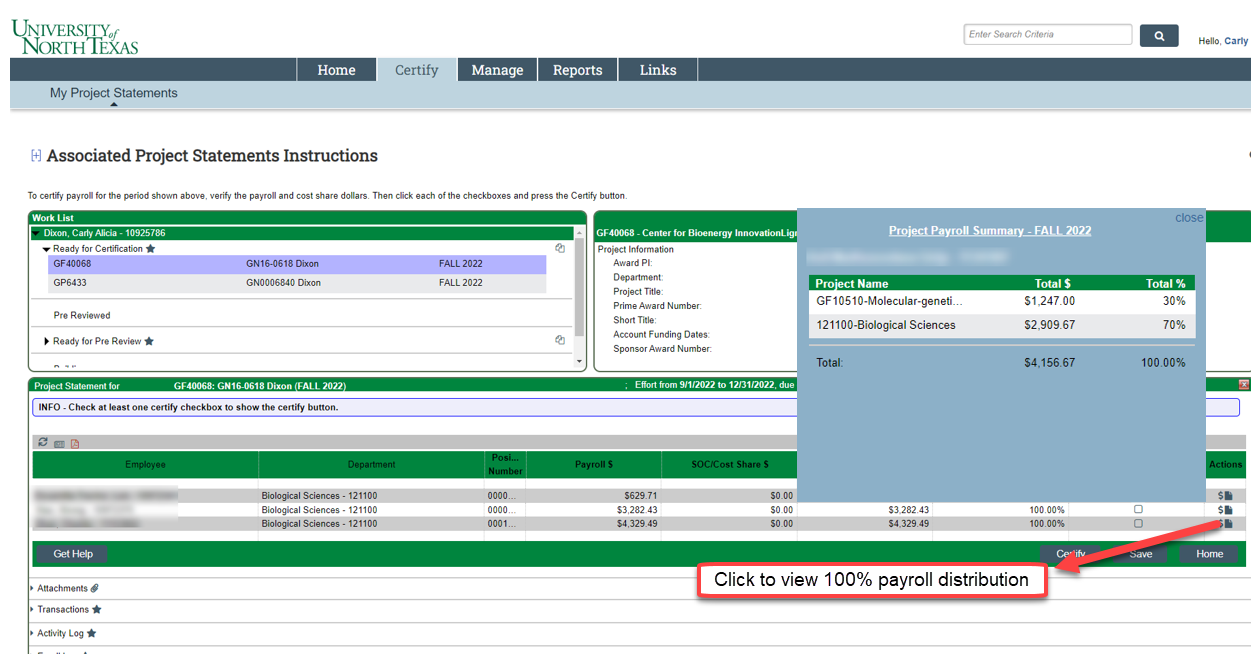 UNIVERSITY of
NORTH TEXAS
Enter Search Criteria
Hello, Carly
Home Certify Manage Reports Links
My Project Statements
[+] Associated Project Statements Instructions
To certify payroll for the period shown above, verify the payroll and cost share dollars. Then click each of the checkboxes and press the Certify button.
Work List
Dixon, Carly Alicia - 10925786
Ready for Certification
GF40068 GN16-0618 Dixon FALL 2022
GP6433 GN0006840 Dixon FALL 2022
Pre Reviewed
Ready for Pre Review
GF40068 - Center for Bioenergy InnovationLign
Project Information
Award PI:
Department:
Project Title:
Prime Award Number:
Short Title:
Account Funding Dates:
Sponsor Award Number:
close
Project Payroll Summary - FALL 2022
Project Name Total $ Total %
GF10510-Molecular-geneti... $1,247.00 30%
121100-Biological Sciences $2,909.67 70%
Total: $4,156.67 100.00%
Project Statement for GF40068: GN16-0618 Dixon (FALL 2022) ; Effort from 9/1/2022 to 12/31/2022, due
INFO - Check at least one certify checkbox to show the certify button.
Employee Department Posi... Number Payroll $ SOC/Cost Share $ Actions
Biological Sciences - 121100 0000... $629.71 $0.00 $
Biological Sciences - 121100 0000... $3,282.43 $0.00 $3,282.43 100.00% $
Biological Sciences - 121100 0001... $4,329.49 $0.00 $4,329.49 100.00% $
Get Help Certify Save Home
Click to view 100% payroll distribution
Attachments
Transactions
Activity Log